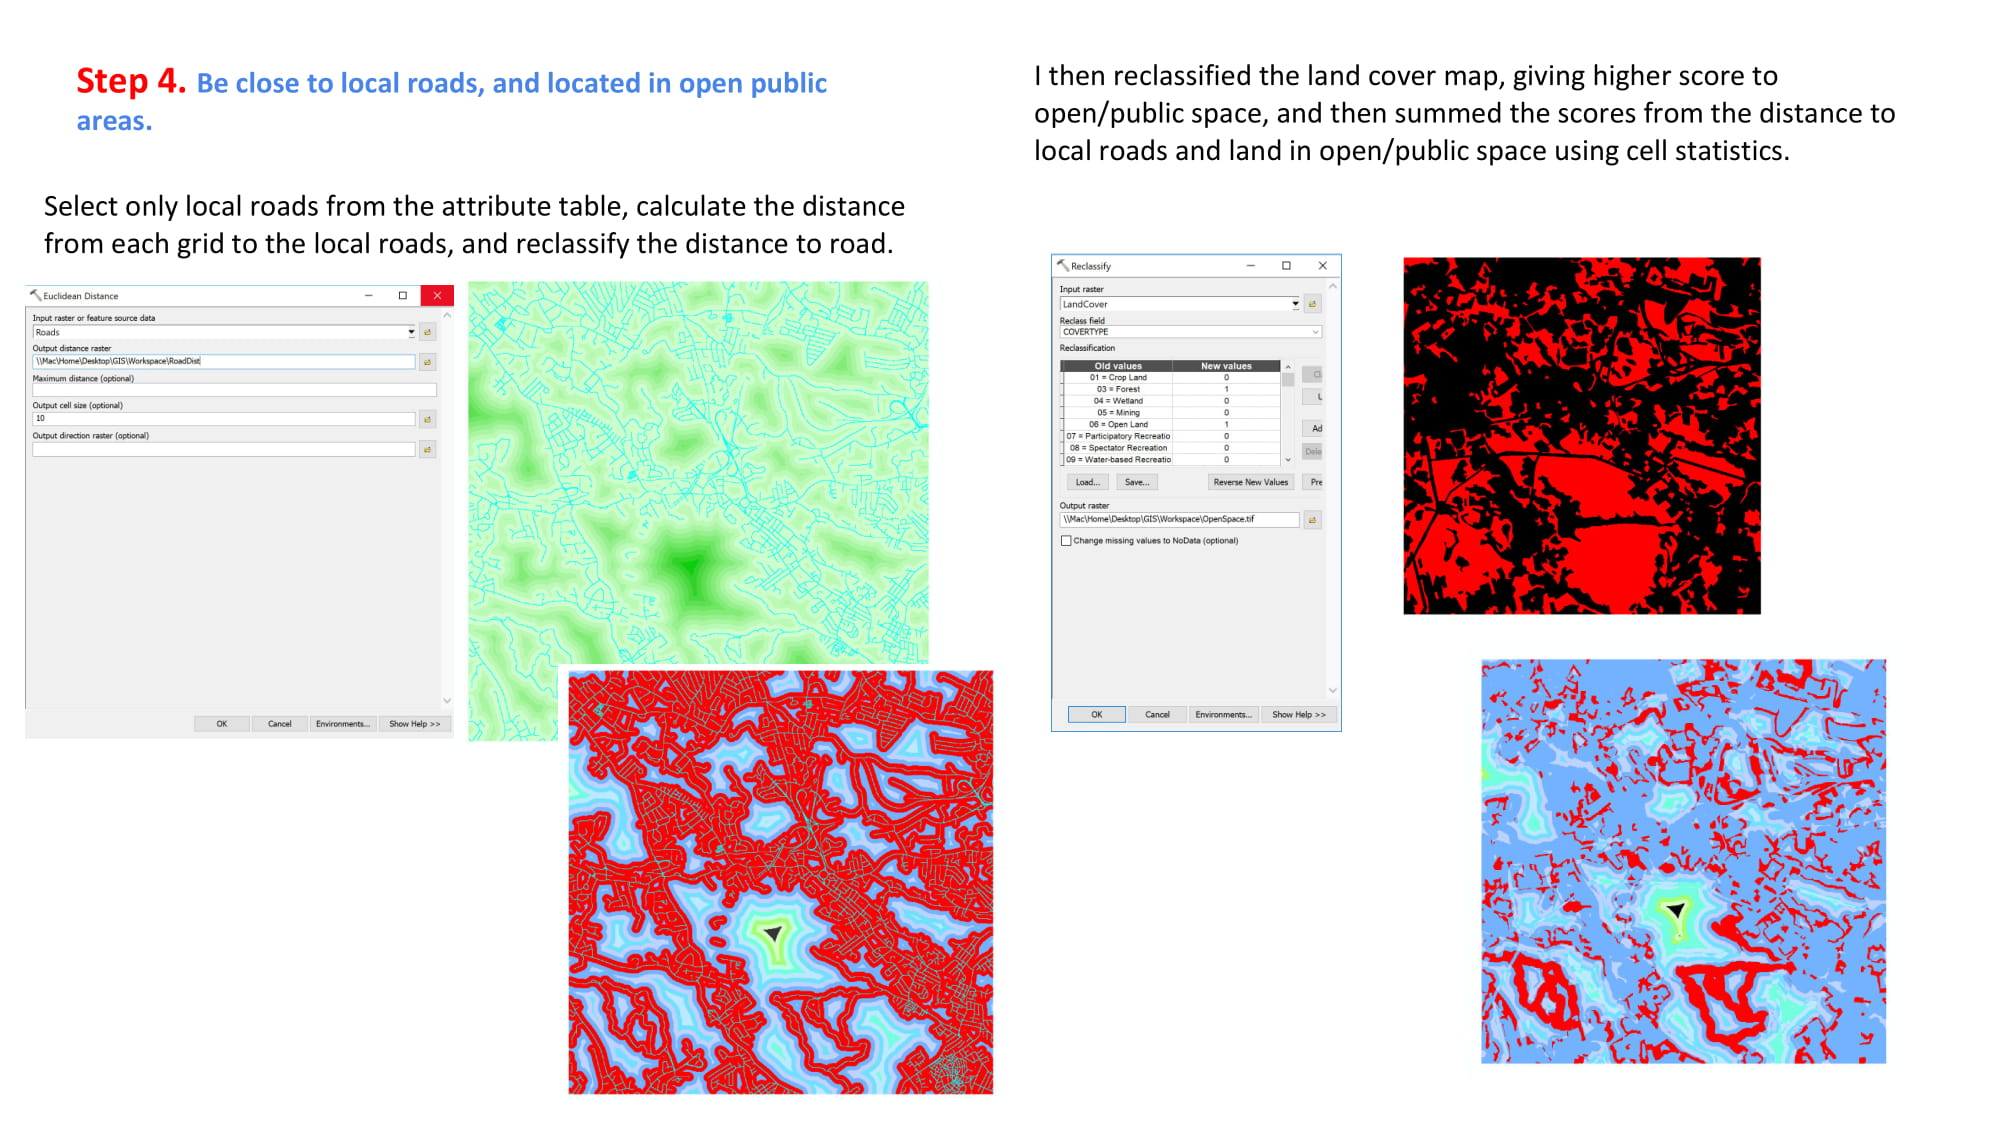 Step 4. Be close to local roads, and located in open public
areas.
Select only local roads from the attribute table, calculate the distance
from each grid to the local roads, and reclassify the distance to road.
Euclidean Distance
Input raster or feature source data
Roads
Output distance raster
\\Mac\Home\Desktop\GIS\Workspace\RoadDist
Maximum distance (optional)
Output cell size (optional)
10
Output direction raster (optional)
OK Cancel Environments... Show Help >>
I then reclassified the land cover map, giving higher score to
open/public space, and then summed the scores from the distance to
local roads and land in open/public space using cell statistics.
Reclassify
Input raster
LandCover
Reclass field
COVERTYPE
Reclassification
Old values New values
01 = Crop Land 0
03 = Forest 1
04 = Wetland 0
05 = Mining 0
06 = Open Land 1
07 = Participatory Recreatio 0
08 = Spectator Recreation 0
09 = Water-based Recreatio 0
Ad
Dele
Load... Save... Reverse New Values Pre
Output raster
\\Mac\Home\Desktop\GIS\Workspace\OpenSpace.tif
Change missing values to NoData (optional)
OK Cancel Environments... Show Help >>